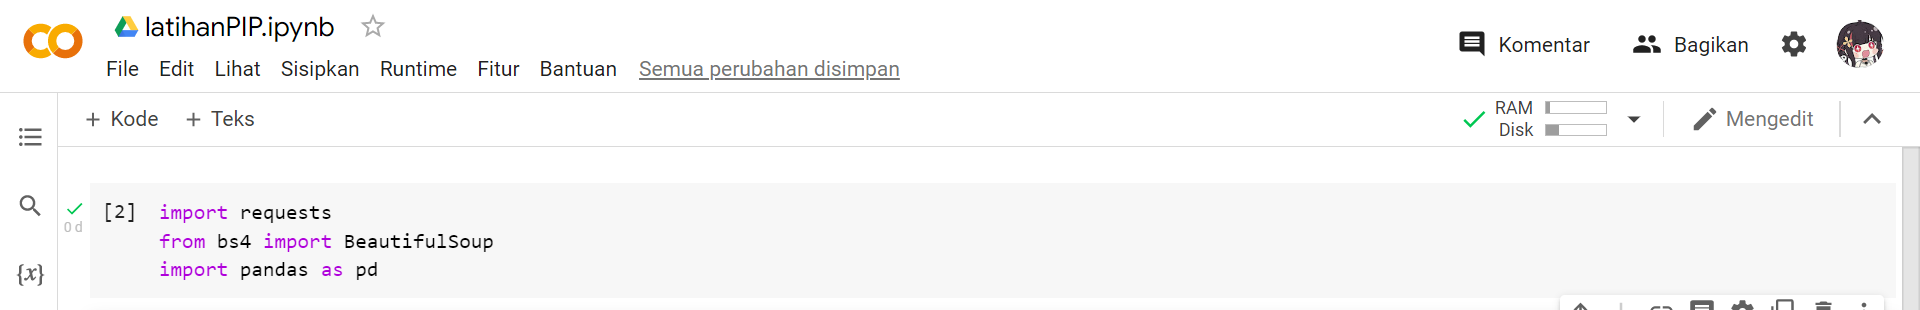 latihanPIP.ipynb
File Edit Lihat Sisipkan Runtime Fitur Bantuan Semua perubahan disimpan
Komentar Bagikan
+ Kode + Teks
RAM
Disk
Mengedit
[2] import requests
0 d
from bs4 import BeautifulSoup
import pandas as pd
{x}